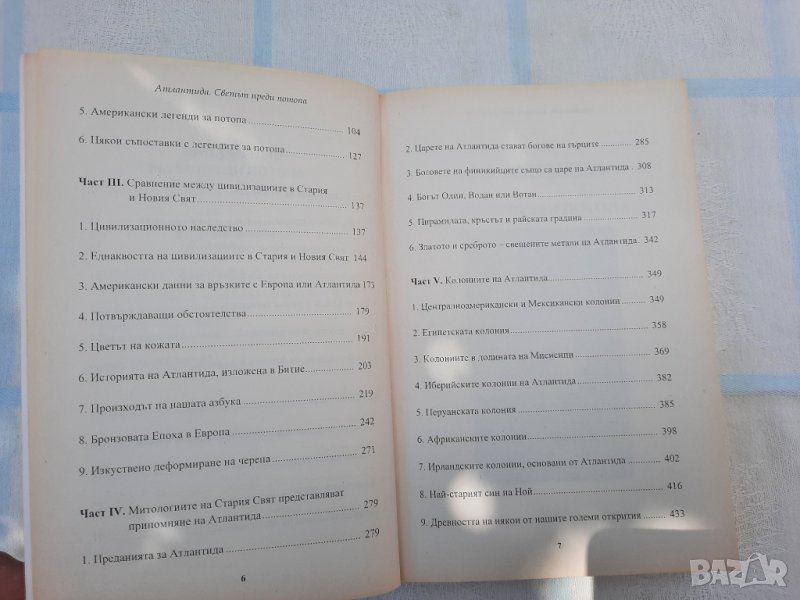 Атлантида. Светът преди потопа
5. Американски легенди за потопа 104
6. Някои съпоставки с легендите за потопа 127
Част III. Сравнение между цивилизациите в Стария
и Новия Свят 137
1. Цивилизационното наследство 137
2. Еднаквостта на цивилизациите в Стария и Новия Свят 144
3. Американски данни за връзките с Европа или Атлантида 173
4. Потвърждаващи обстоятелства 179
5. Цветът на кожата 191
6. Историята на Атлантида, изложена в Битие 203
7. Произходът на нашата азбука 219
8. Бронзовата Епоха в Европа 242
9. Изкуствено деформиране на черепа 271
Част IV. Митологиите на Стария Свят представляват
припомняне на Атлантида 279
1. Преданията за Атлантида 279
6
2. Царете на Атлантида стават богове на гърците 285
3. Боговете на финикийците също са царе на Атлантида 308
4. Богът Один, Водан или Вотан 313
5. Пирамидата, кръстът и райската градина 317
6. Златото и среброто – свещените метали на Атлантида 342
Част V. Колониите на Атлантида 349
1. Централноамерикански и Мексикански колонии 349
2. Египетската колония 358
3. Колониите в долината на Мисисипи 369
4. Иберийските колонии на Атлантида 382
5. Перуанската колония 385
6. Африканските колонии 398
7. Ирландските колонии, основани от Атлантида 402
8. Най-старият син на Ной 416
9. Древността на някои от нашите големи открития 433
7
BAZAR